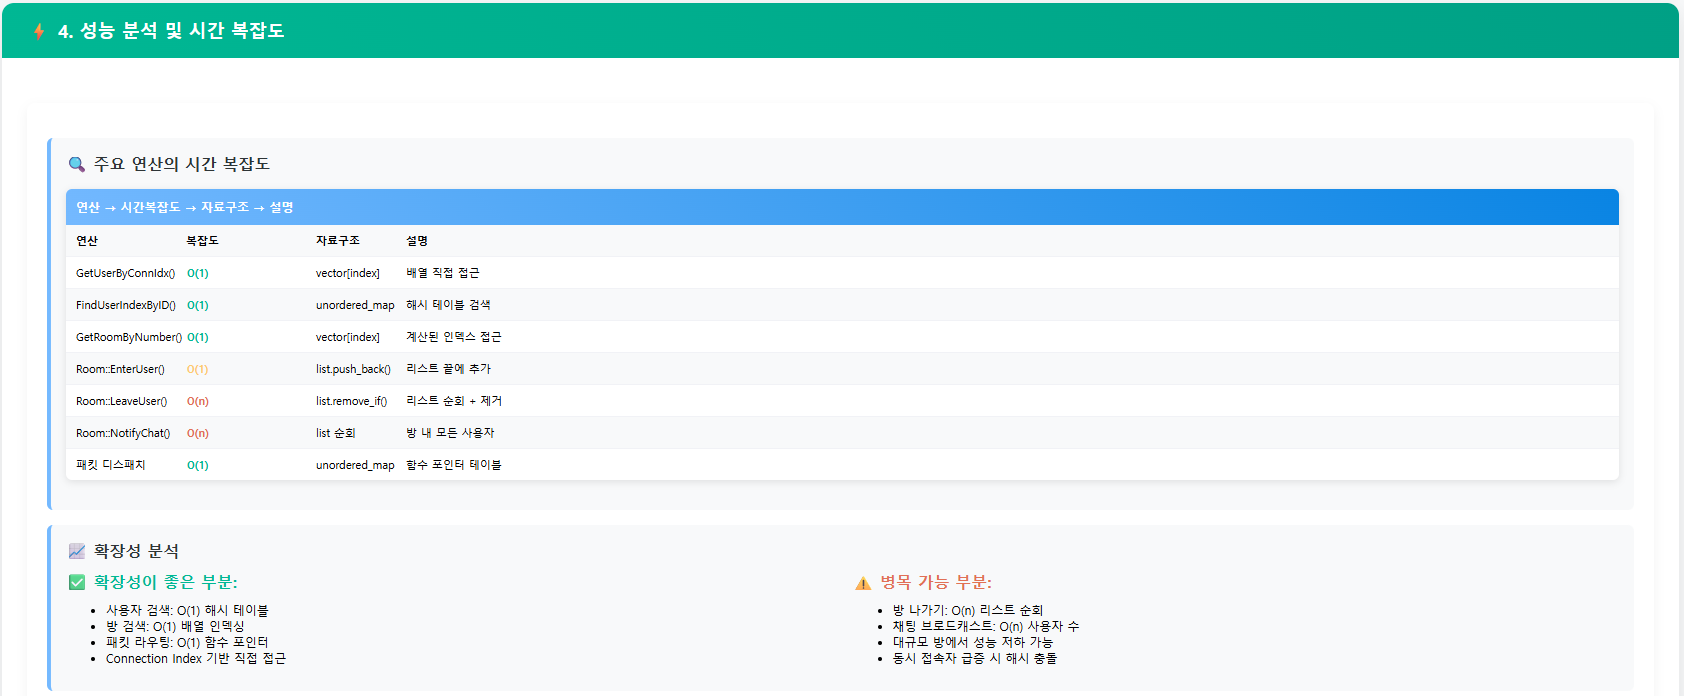 ⚡ 4. 성능 분석 및 시간 복잡도
🔍 주요 연산의 시간 복잡도
연산 → 시간복잡도 → 자료구조 → 설명
연산 복잡도 자료구조 설명
GetUserByConnIdx() O(1) vector[index] 배열 직접 접근
FindUserIndexByID() O(1) unordered_map 해시 테이블 검색
GetRoomByNumber() O(1) vector[index] 계산된 인덱스 접근
Room::EnterUser() O(1) list.push_back() 리스트 끝에 추가
Room::LeaveUser() O(n) list.remove_if() 리스트 순회 + 제거
Room::NotifyChat() O(n) list 순회 방 내 모든 사용자
패킷 디스패치 O(1) unordered_map 함수 포인터 테이블
📈 확장성 분석
✅ 확장성이 좋은 부분:
• 사용자 검색: O(1) 해시 테이블
• 방 검색: O(1) 배열 인덱싱
• 패킷 라우팅: O(1) 함수 포인터
• Connection Index 기반 직접 접근
⚠️ 병목 가능 부분:
• 방 나가기: O(n) 리스트 순회
• 채팅 브로드캐스트: O(n) 사용자 수
• 대규모 방에서 성능 저하 가능
• 동시 접속자 급증 시 해시 충돌